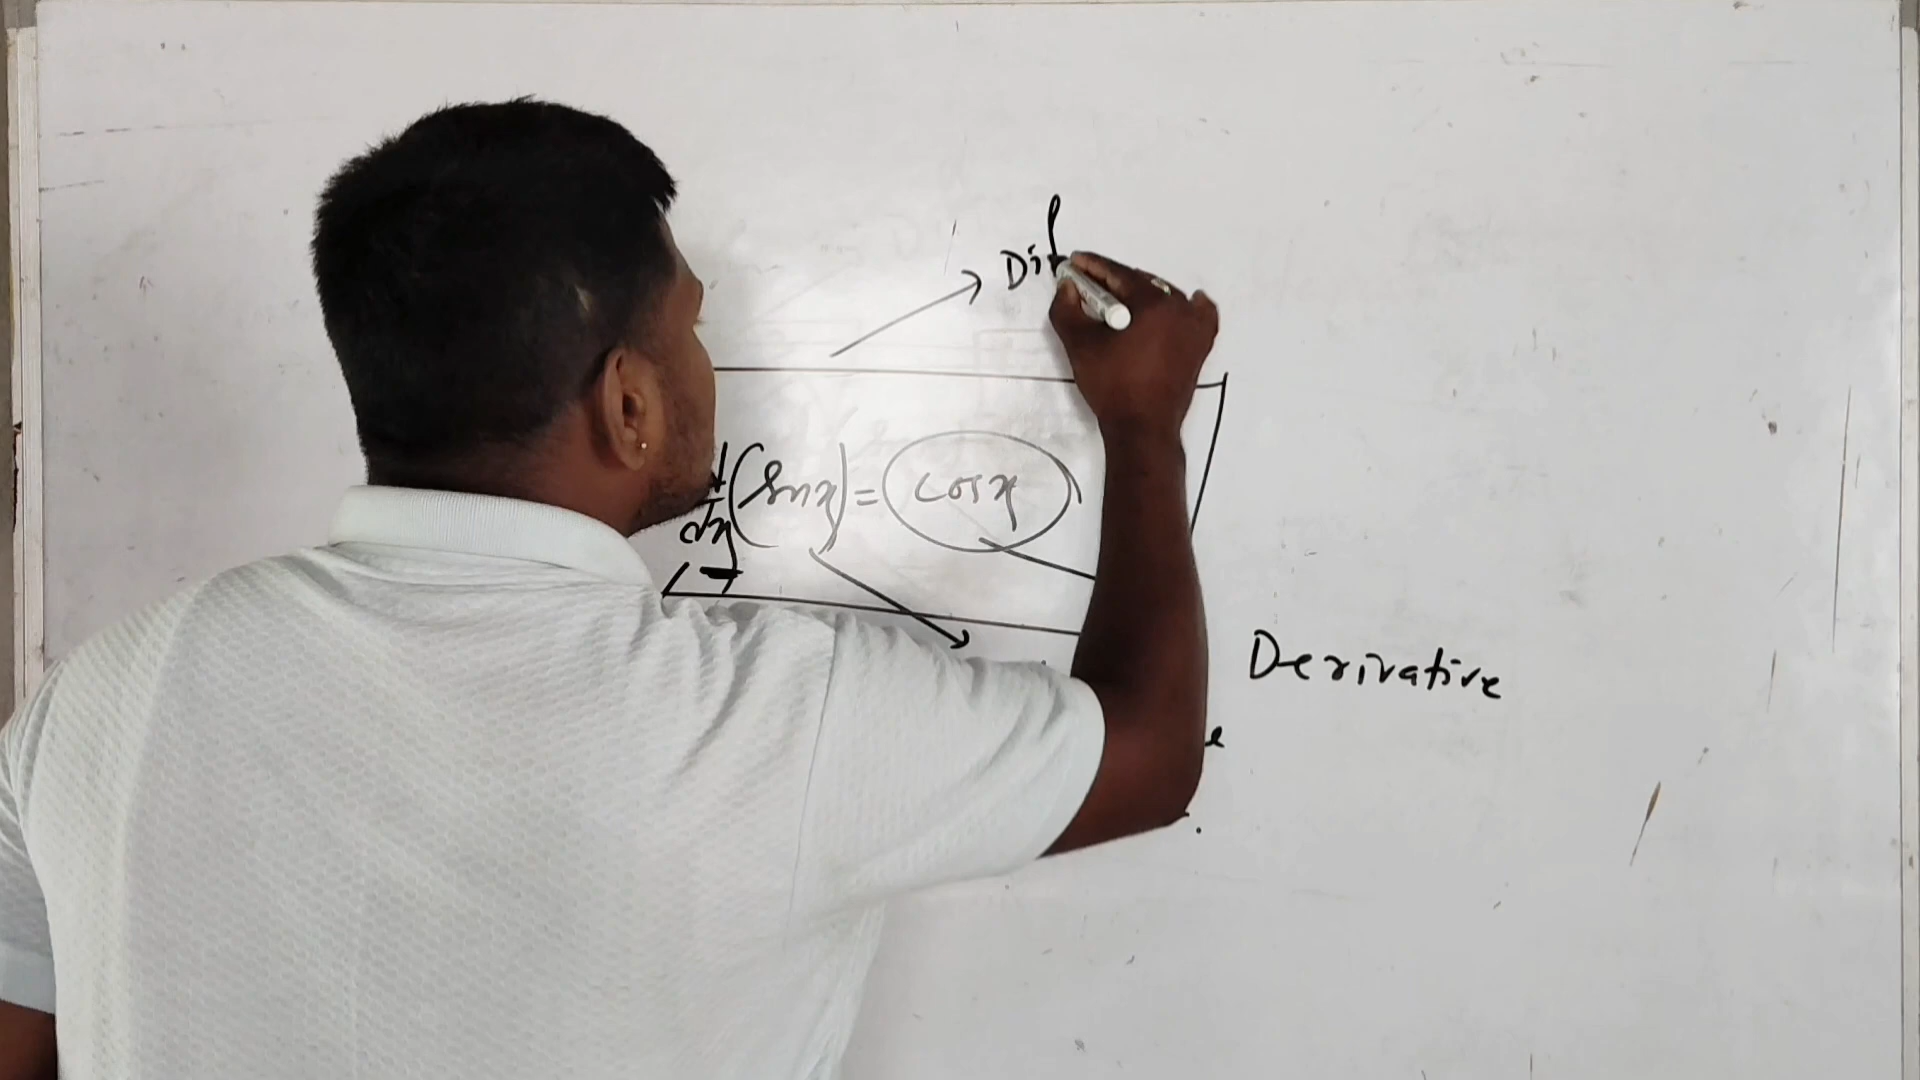 Dif
d/dx (sinx) = cosx
Derivative